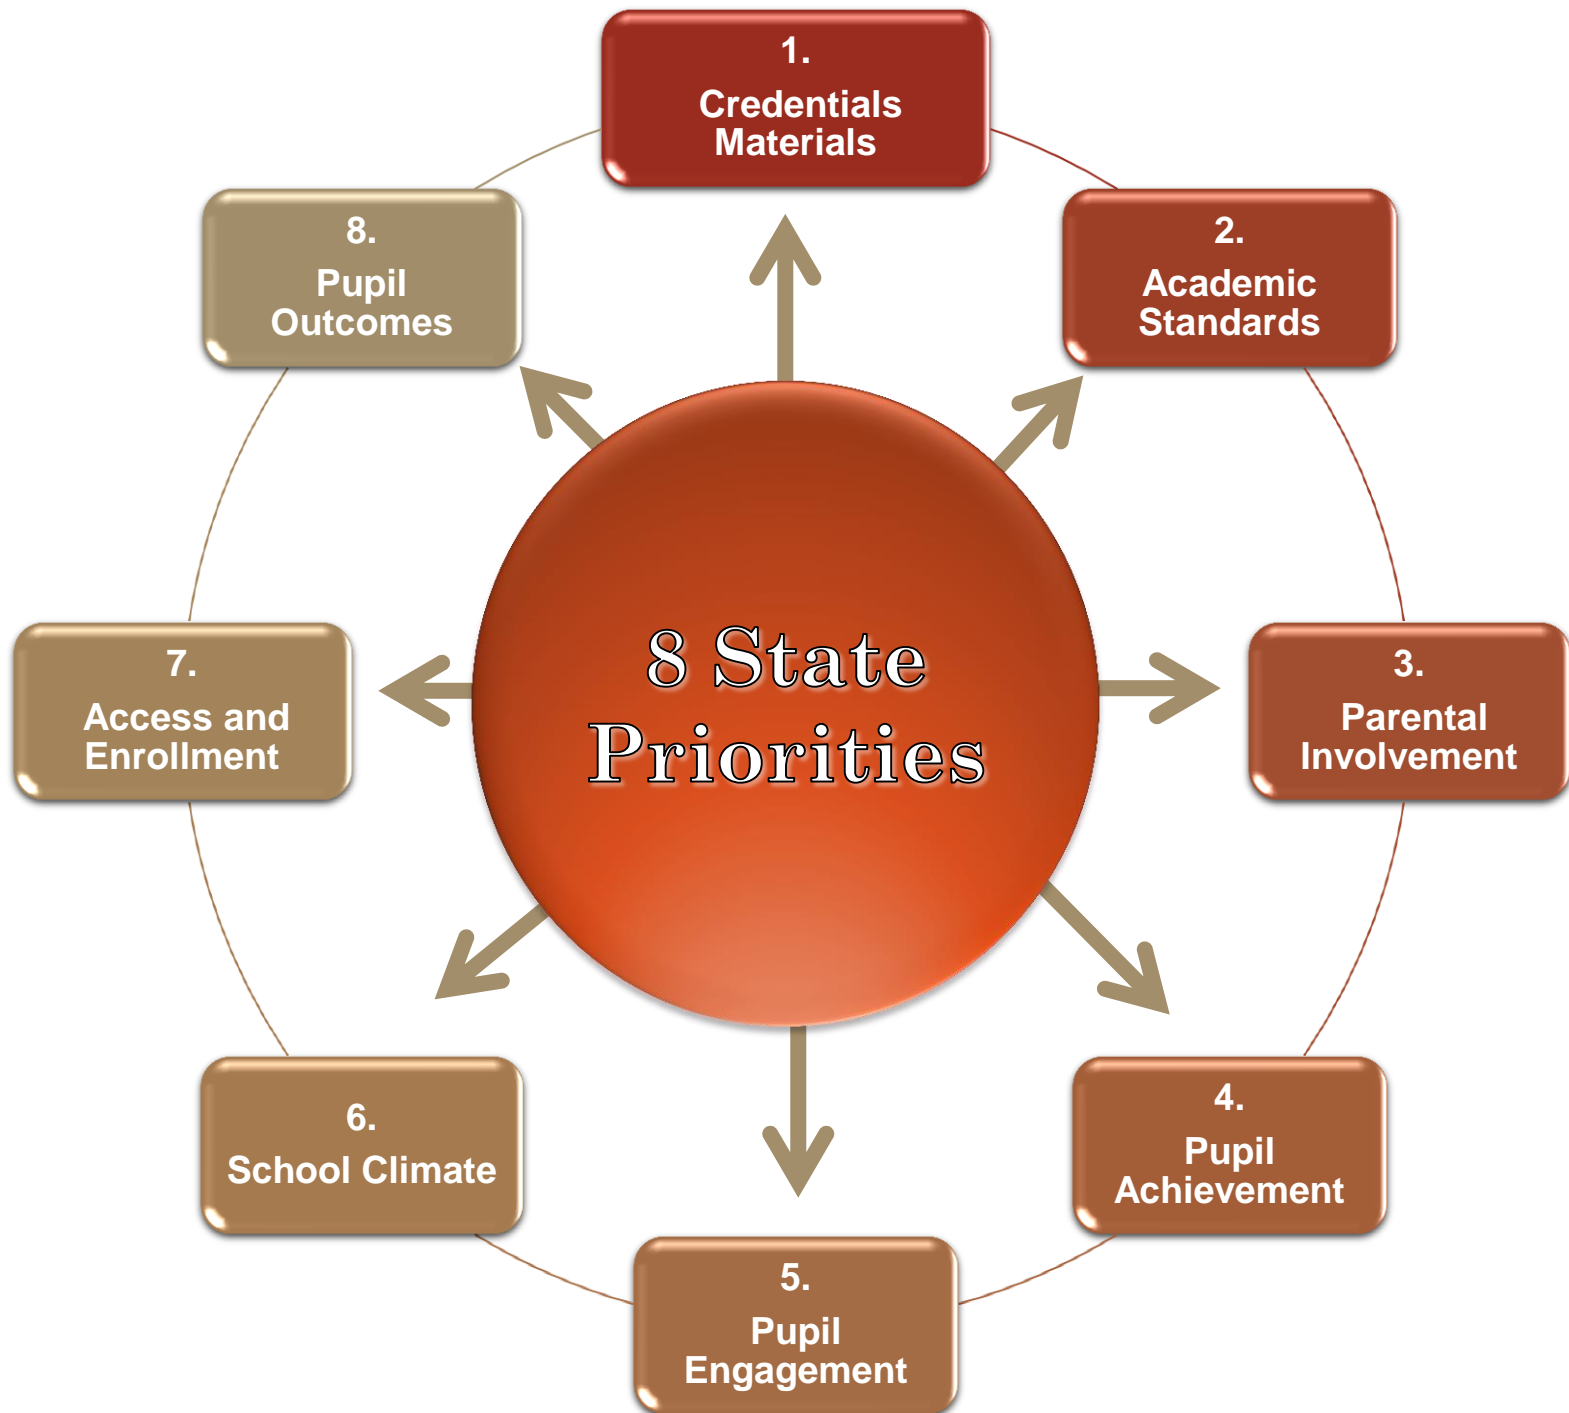 1.
Credentials
Materials
2.
Academic
Standards
3.
Parental
Involvement
4.
Pupil
Achievement
5.
Pupil
Engagement
6.
School Climate
7.
Access and
Enrollment
8.
Pupil
Outcomes
8 State
Priorities